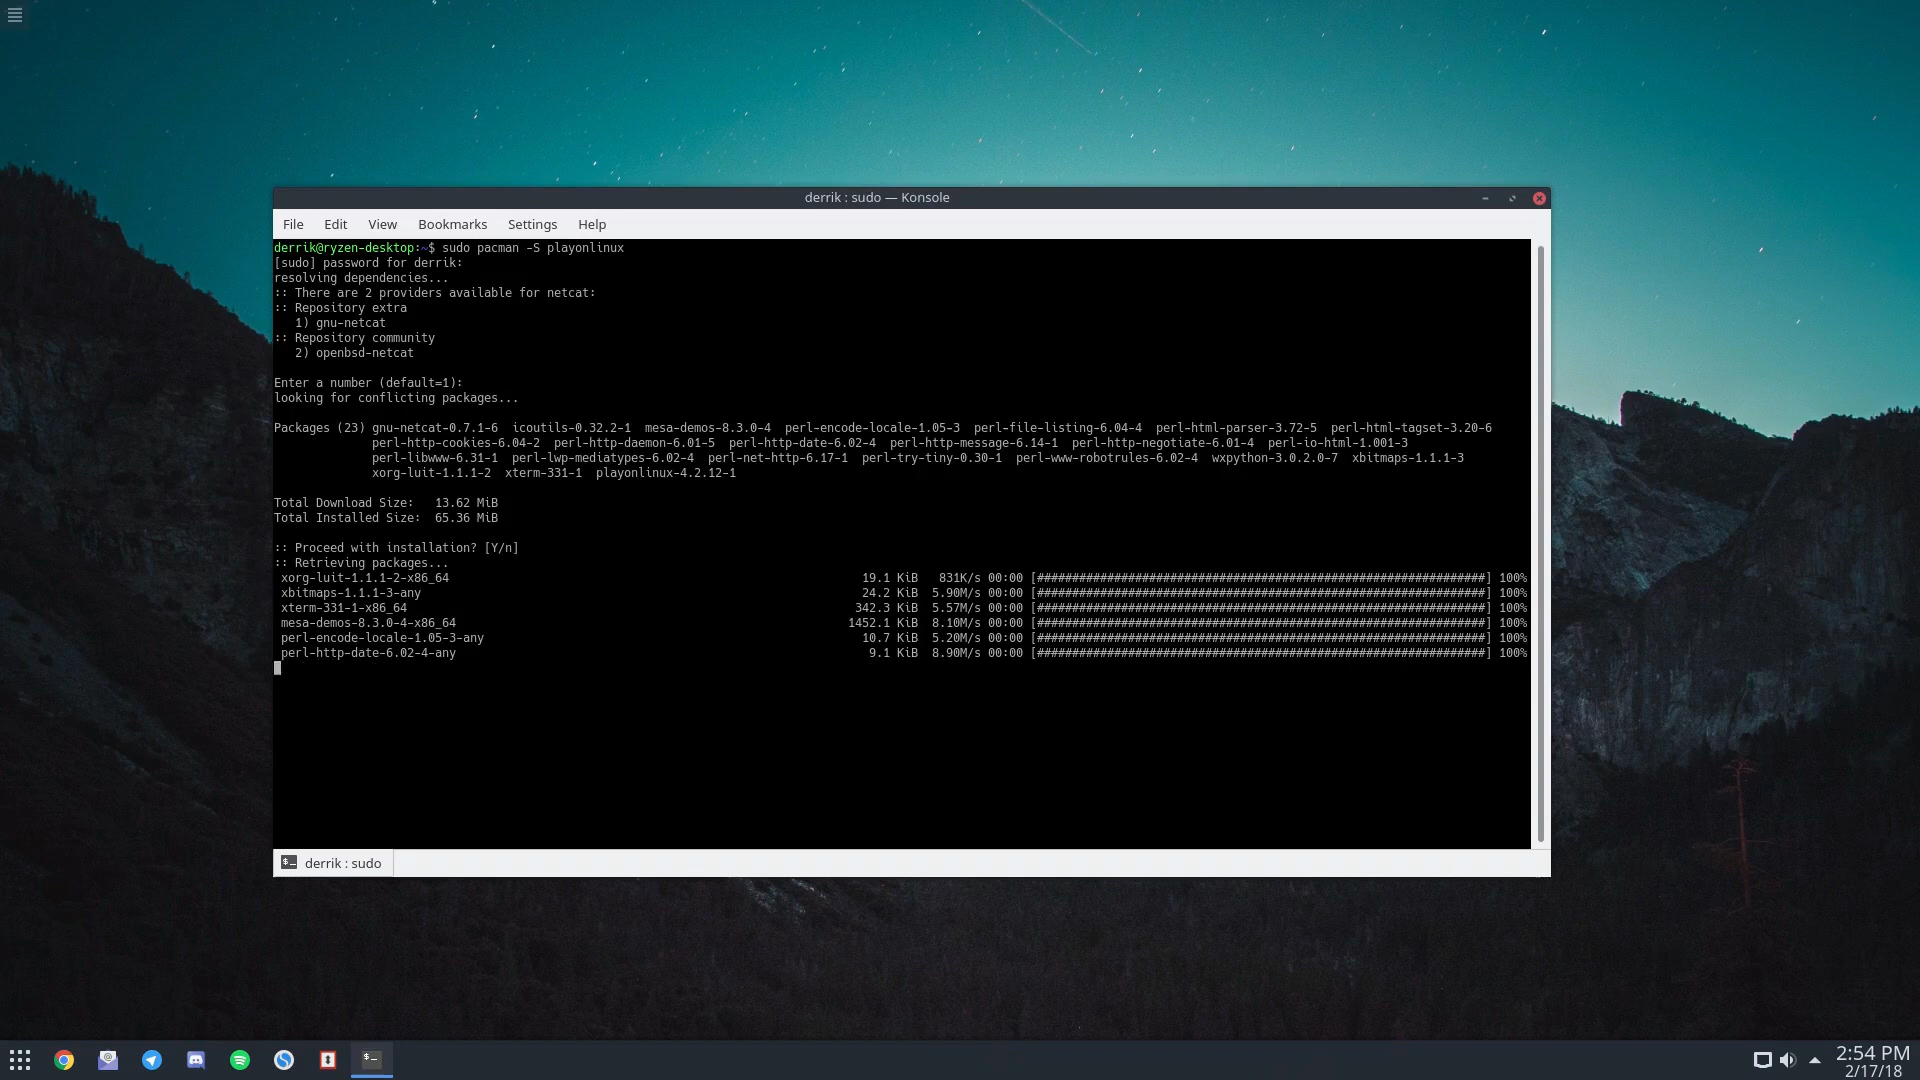 derrik : sudo — Konsole
File Edit View Bookmarks Settings Help
derrik@ryzen-desktop:~$ sudo pacman -S playonlinux
[sudo] password for derrik:
resolving dependencies...
:: There are 2 providers available for netcat:
:: Repository extra
   1) gnu-netcat
:: Repository community
   2) openbsd-netcat
Enter a number (default=1):
looking for conflicting packages...
Packages (23) gnu-netcat-0.7.1-6  icoutils-0.32.2-1  mesa-demos-8.3.0-4  perl-encode-locale-1.05-3  perl-file-listing-6.04-4  perl-html-parser-3.72-5  perl-html-tagset-3.20-6
perl-http-cookies-6.04-2  perl-http-daemon-6.01-5  perl-http-date-6.02-4  perl-http-message-6.14-1  perl-http-negotiate-6.01-4  perl-io-html-1.001-3
perl-libwww-6.31-1  perl-lwp-mediatypes-6.02-4  perl-net-http-6.17-1  perl-try-tiny-0.30-1  perl-www-robotrules-6.02-4  wxpython-3.0.2.0-7  xbitmaps-1.1.1-3
xorg-luit-1.1.1-2  xterm-331-1  playonlinux-4.2.12-1
Total Download Size:   13.62 MiB
Total Installed Size:  65.36 MiB
:: Proceed with installation? [Y/n]
:: Retrieving packages...
xorg-luit-1.1.1-2-x86_64 19.1 KiB 831K/s 00:00 [################################################################] 100%
xbitmaps-1.1.1-3-any 24.2 KiB 5.90M/s 00:00 [################################################################] 100%
xterm-331-1-x86_64 342.3 KiB 5.57M/s 00:00 [################################################################] 100%
mesa-demos-8.3.0-4-x86_64 1452.1 KiB 8.10M/s 00:00 [################################################################] 100%
perl-encode-locale-1.05-3-any 10.7 KiB 5.20M/s 00:00 [################################################################] 100%
perl-http-date-6.02-4-any 9.1 KiB 8.90M/s 00:00 [################################################################] 100%
derrik : sudo
2:54 PM
2/17/18